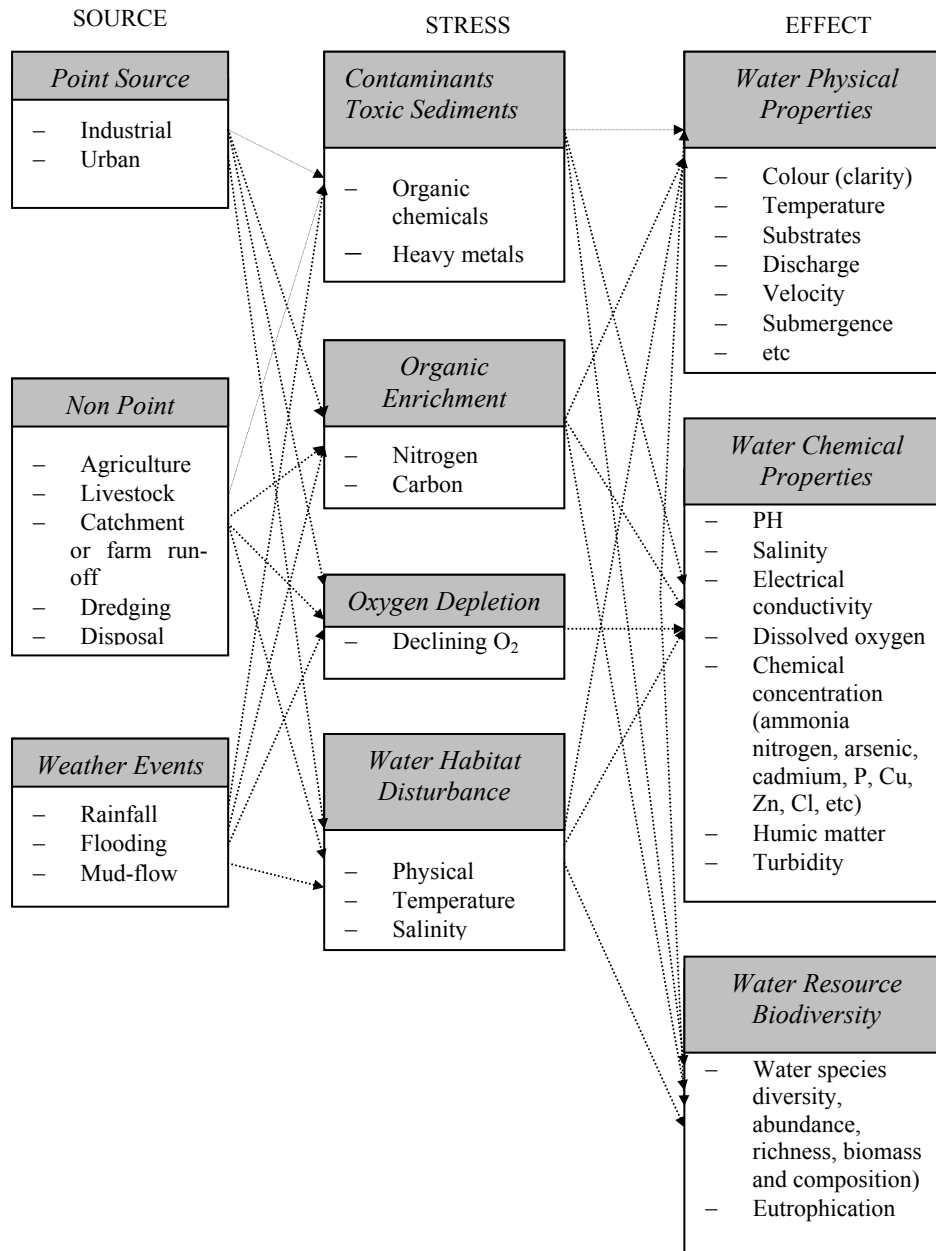 SOURCE
Point Source
– Industrial
– Urban
Non Point
– Agriculture
– Livestock
– Catchment
or farm run-
off
– Dredging
– Disposal
Weather Events
– Rainfall
– Flooding
– Mud-flow
STRESS
Contaminants
Toxic Sediments
– Organic
chemicals
– Heavy metals
Organic
Enrichment
– Nitrogen
– Carbon
Oxygen Depletion
– Declining O₂
Water Habitat
Disturbance
– Physical
– Temperature
– Salinity
EFFECT
Water Physical
Properties
– Colour (clarity)
– Temperature
– Substrates
– Discharge
– Velocity
– Submergence
– etc
Water Chemical
Properties
– PH
– Salinity
– Electrical
conductivity
– Dissolved oxygen
– Chemical
concentration
(ammonia
nitrogen, arsenic,
cadmium, P, Cu,
Zn, Cl, etc)
– Humic matter
– Turbidity
Water Resource
Biodiversity
– Water species
diversity,
abundance,
richness, biomass
and composition)
– Eutrophication